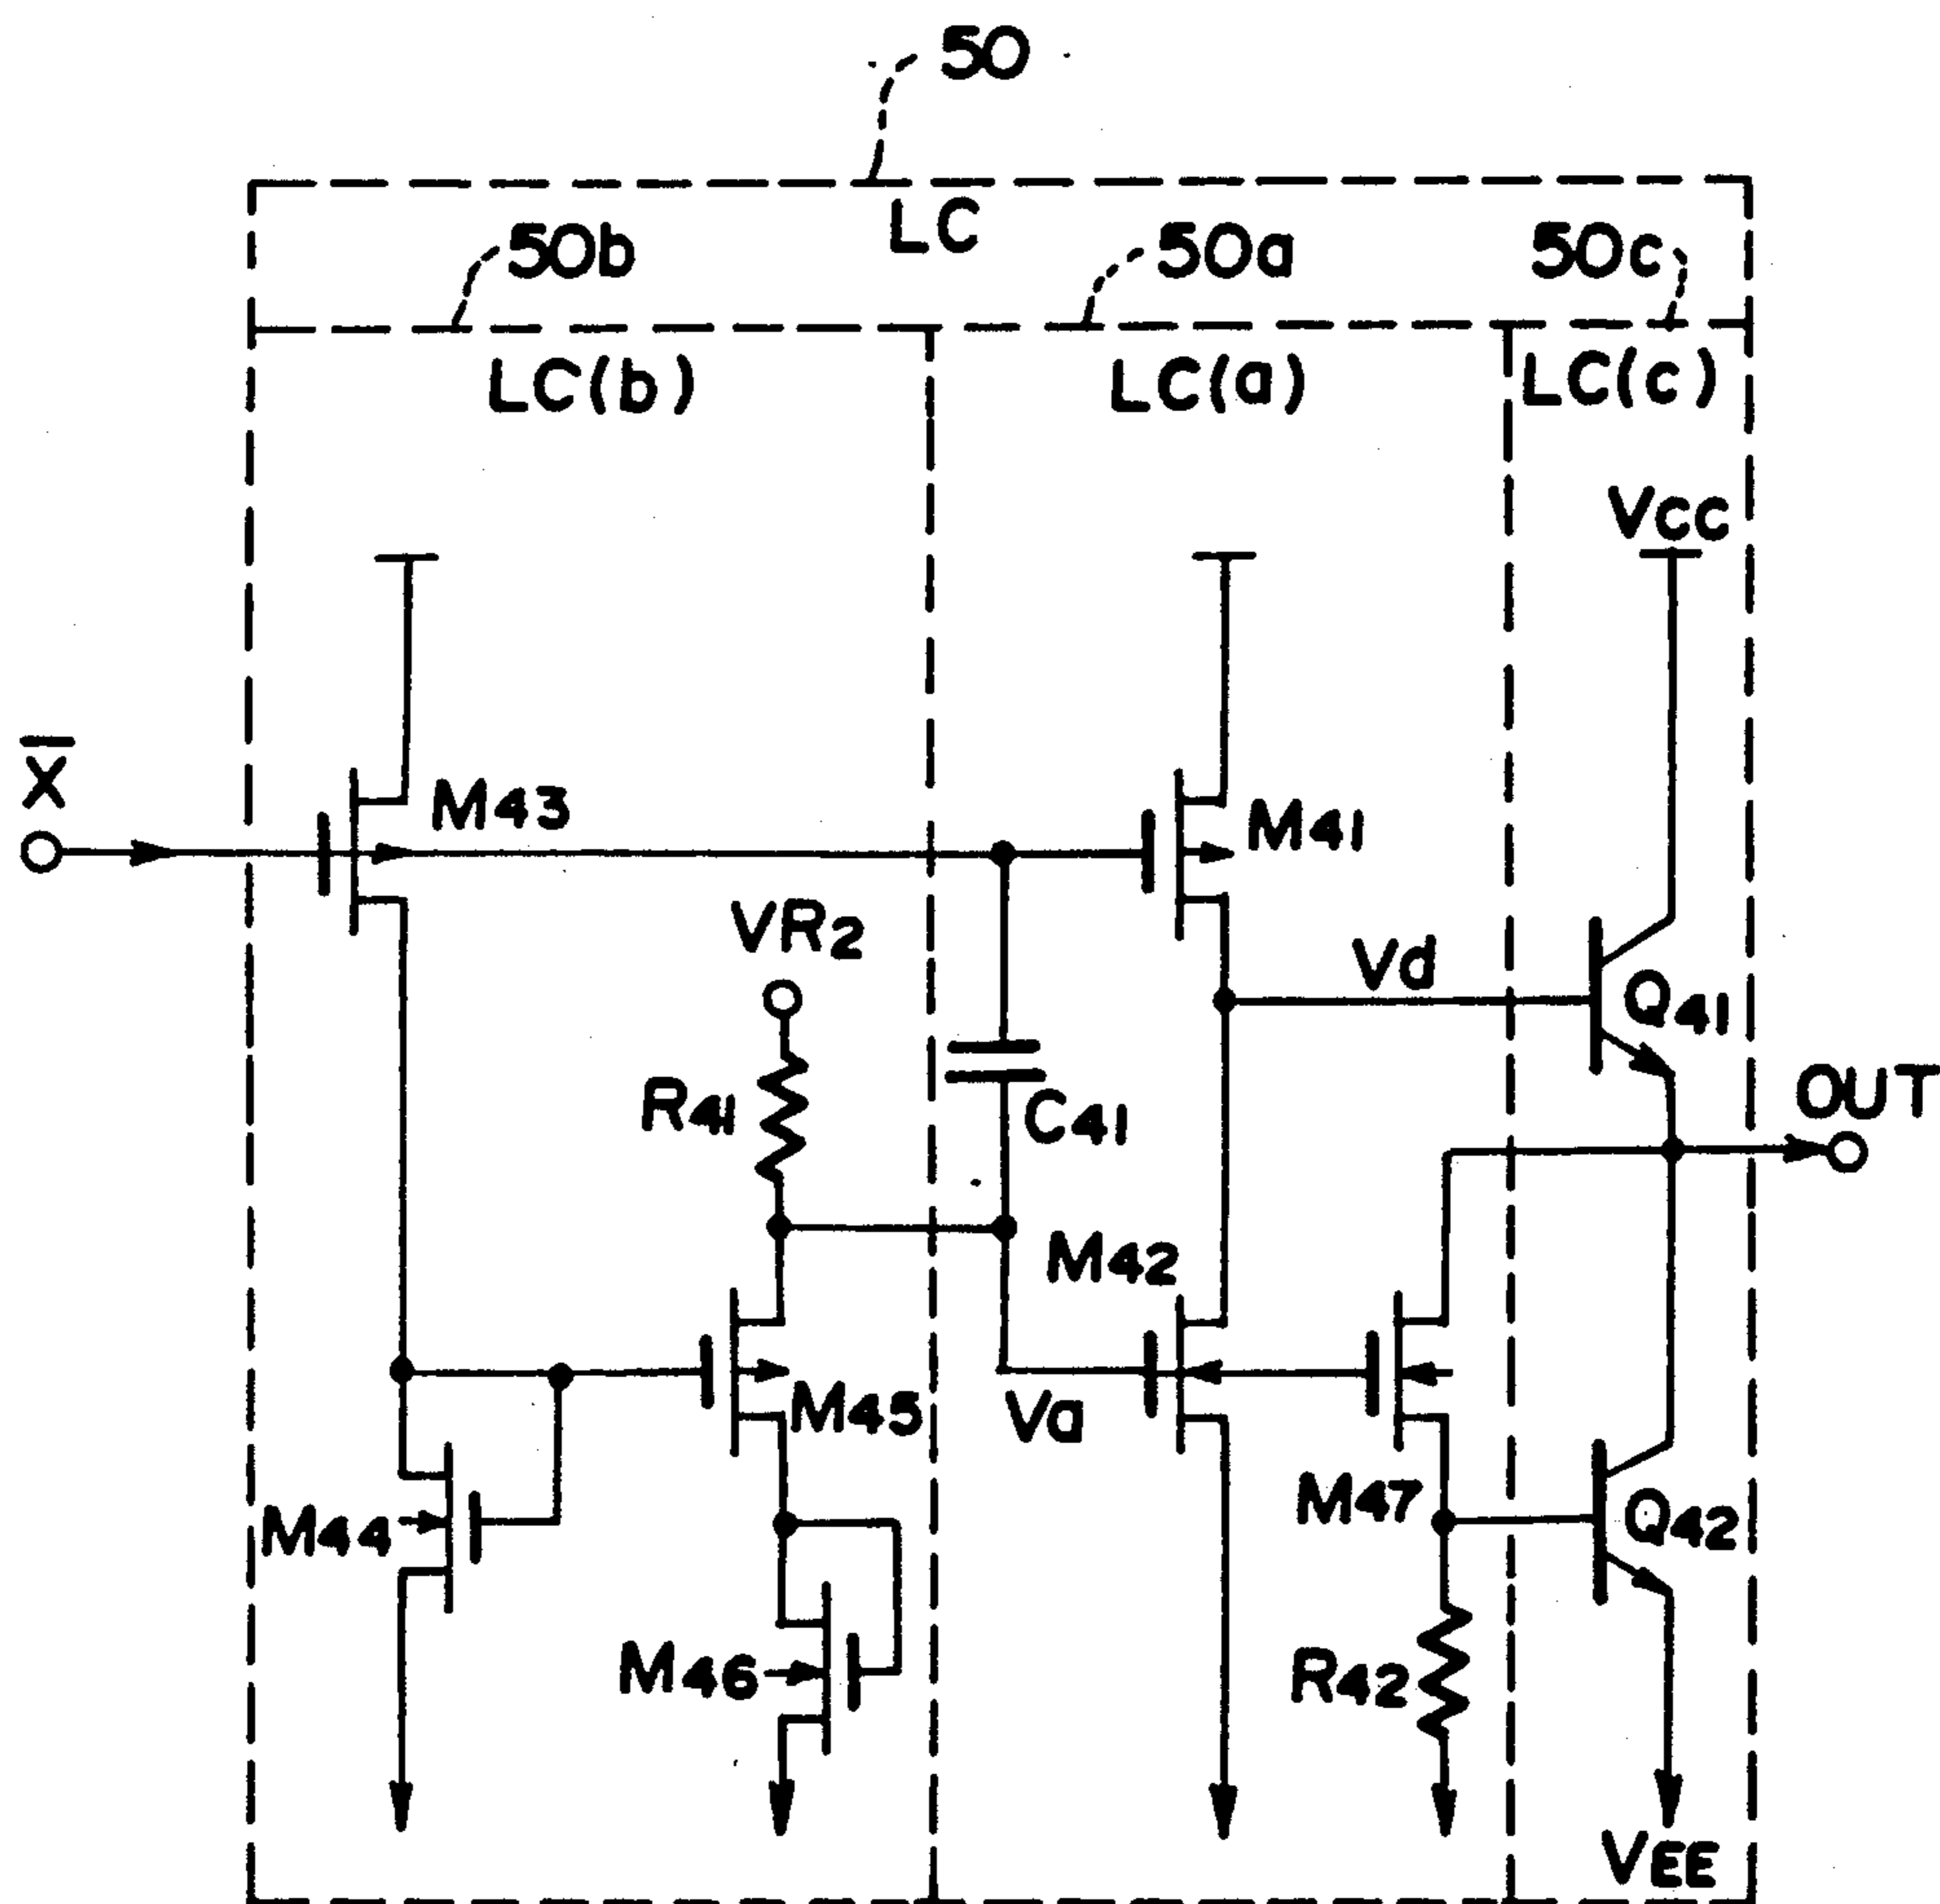 50
LC
50b
50a
50c
LC(b)
LC(a)
LC(c)
Vcc
X̅
M43
M41
VR2
Vd
Q41
R41
C41
OUT
M42
M45
Va
M47
M44
Q42
M46
R42
VEE